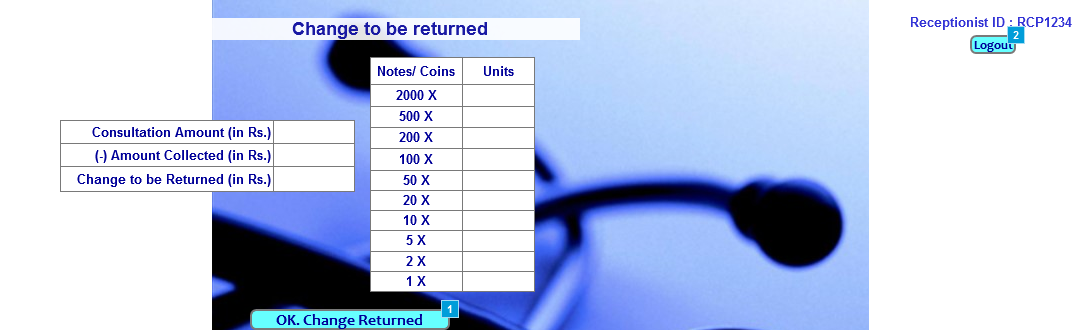 Change to be returned
Receptionist ID : RCP1234
Logout
2
Notes/ Coins Units
2000 X
500 X
200 X
100 X
50 X
20 X
10 X
5 X
2 X
1 X
Consultation Amount (in Rs.)
(-) Amount Collected (in Rs.)
Change to be Returned (in Rs.)
1
OK. Change Returned